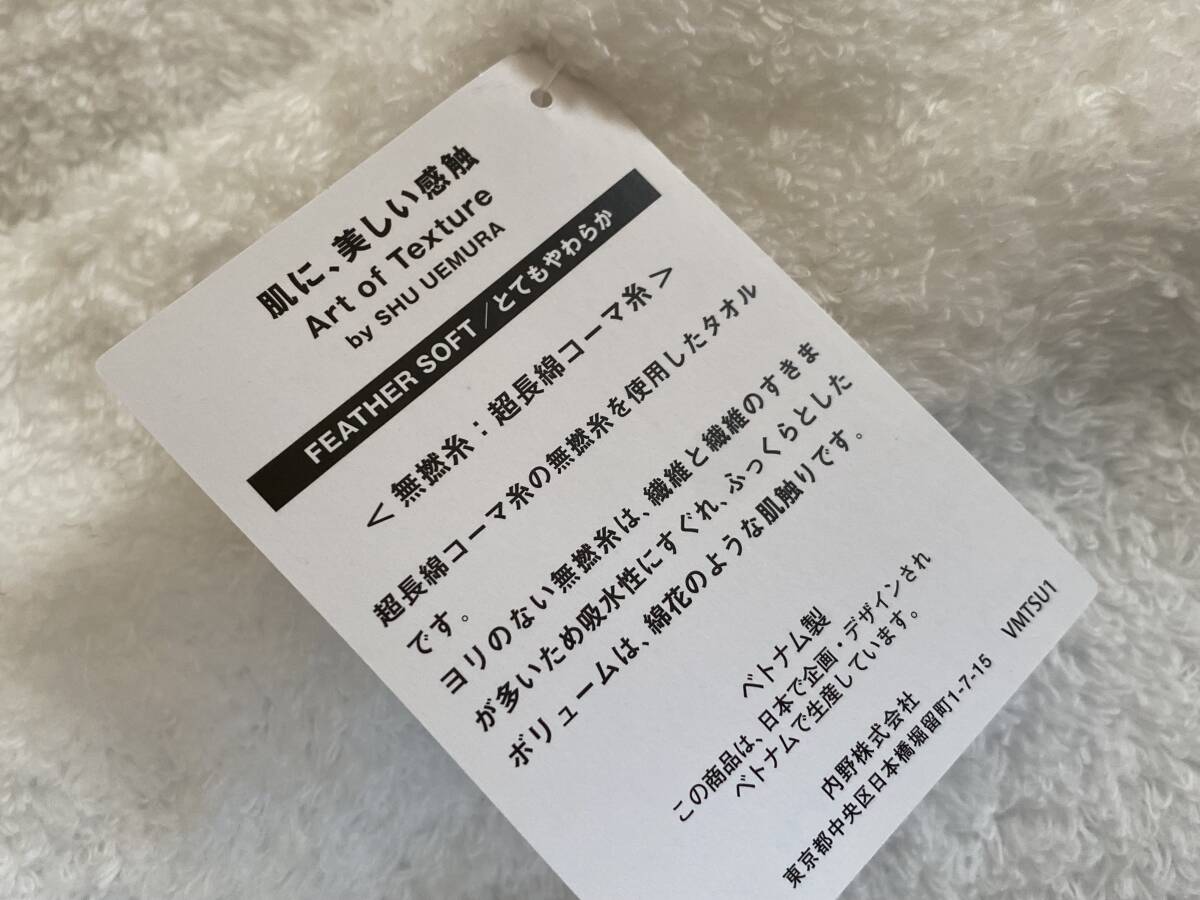 肌に、美しい感触
Art of Texture
by SHU UEMURA
FEATHER SOFT／とてもやわらか
＜無撚糸：超長綿コーマ糸＞
超長綿コーマ糸の無撚糸を使用したタオル
です。
ヨリのない無撚糸は、繊維と繊維のすきま
が多いため吸水性にすぐれ、ふっくらとした
ボリュームは、綿花のような肌触りです。
ベトナム製
この商品は、日本で企画・デザインされ
ベトナムで生産しています。
内野株式会社
東京都中央区日本橋堀留町1-7-15
VMTSU1